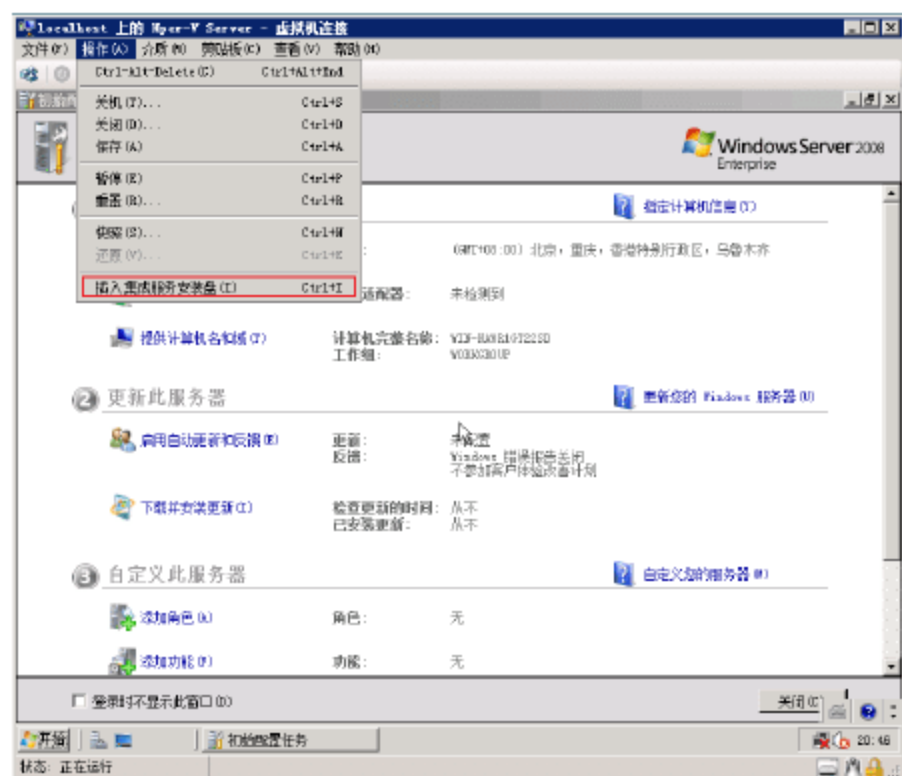 localhost 上的 Hyper-V Server - 虚拟机连接
文件(F) 操作(A) 介质(M) 剪贴板(C) 查看(V) 帮助(H)
Ctrl-Alt-Delete(C) Ctrl+Alt+End
关机(T)... Ctrl+S
关闭(D)... Ctrl+D
保存(A) Ctrl+A
暂停(E) Ctrl+P
重置(R)... Ctrl+R
快照(S)... Ctrl+N
还原(V)... Ctrl+E
插入集成服务安装盘(I) Ctrl+I
Windows Server 2008
Enterprise
指定计算机信息(Y)
(GMT+08:00) 北京，重庆，香港特别行政区，乌鲁木齐
适配器: 未检测到
提供计算机名和域(P) 计算机完整名称:
工作组: WORKGROUP
2 更新此服务器 更新您的 Windows 服务器(U)
启用自动更新和反馈(E) 更新: 未配置
反馈: Windows 错误报告关闭
不参加客户体验改善计划
下载并安装更新(I) 检查更新的时间: 从不
已安装更新: 从不
3 自定义此服务器 自定义您的服务器(M)
添加角色(A) 角色: 无
添加功能(F) 功能: 无
登录时不显示此窗口(D) 关闭(C)
开始 初始配置任务 20:46
状态: 正在运行